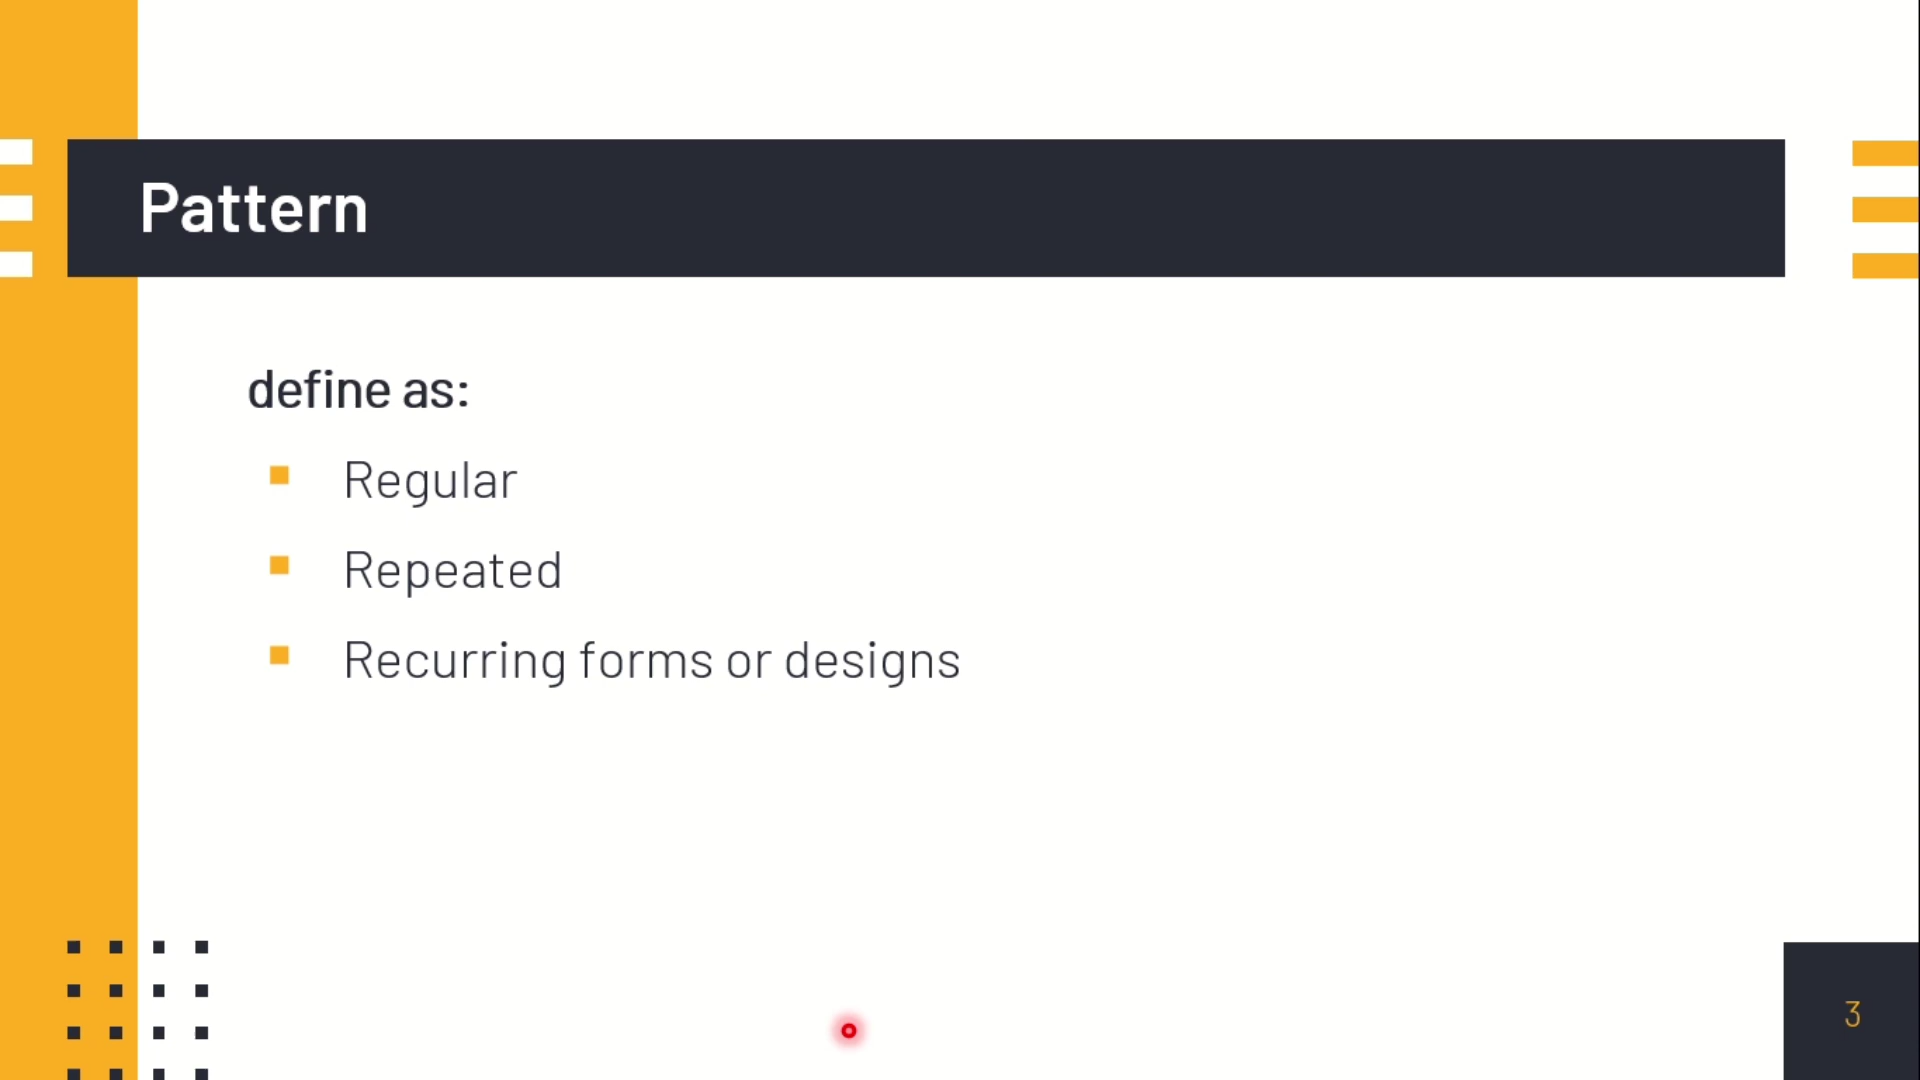 Pattern
define as:
Regular
Repeated
Recurring forms or designs
3